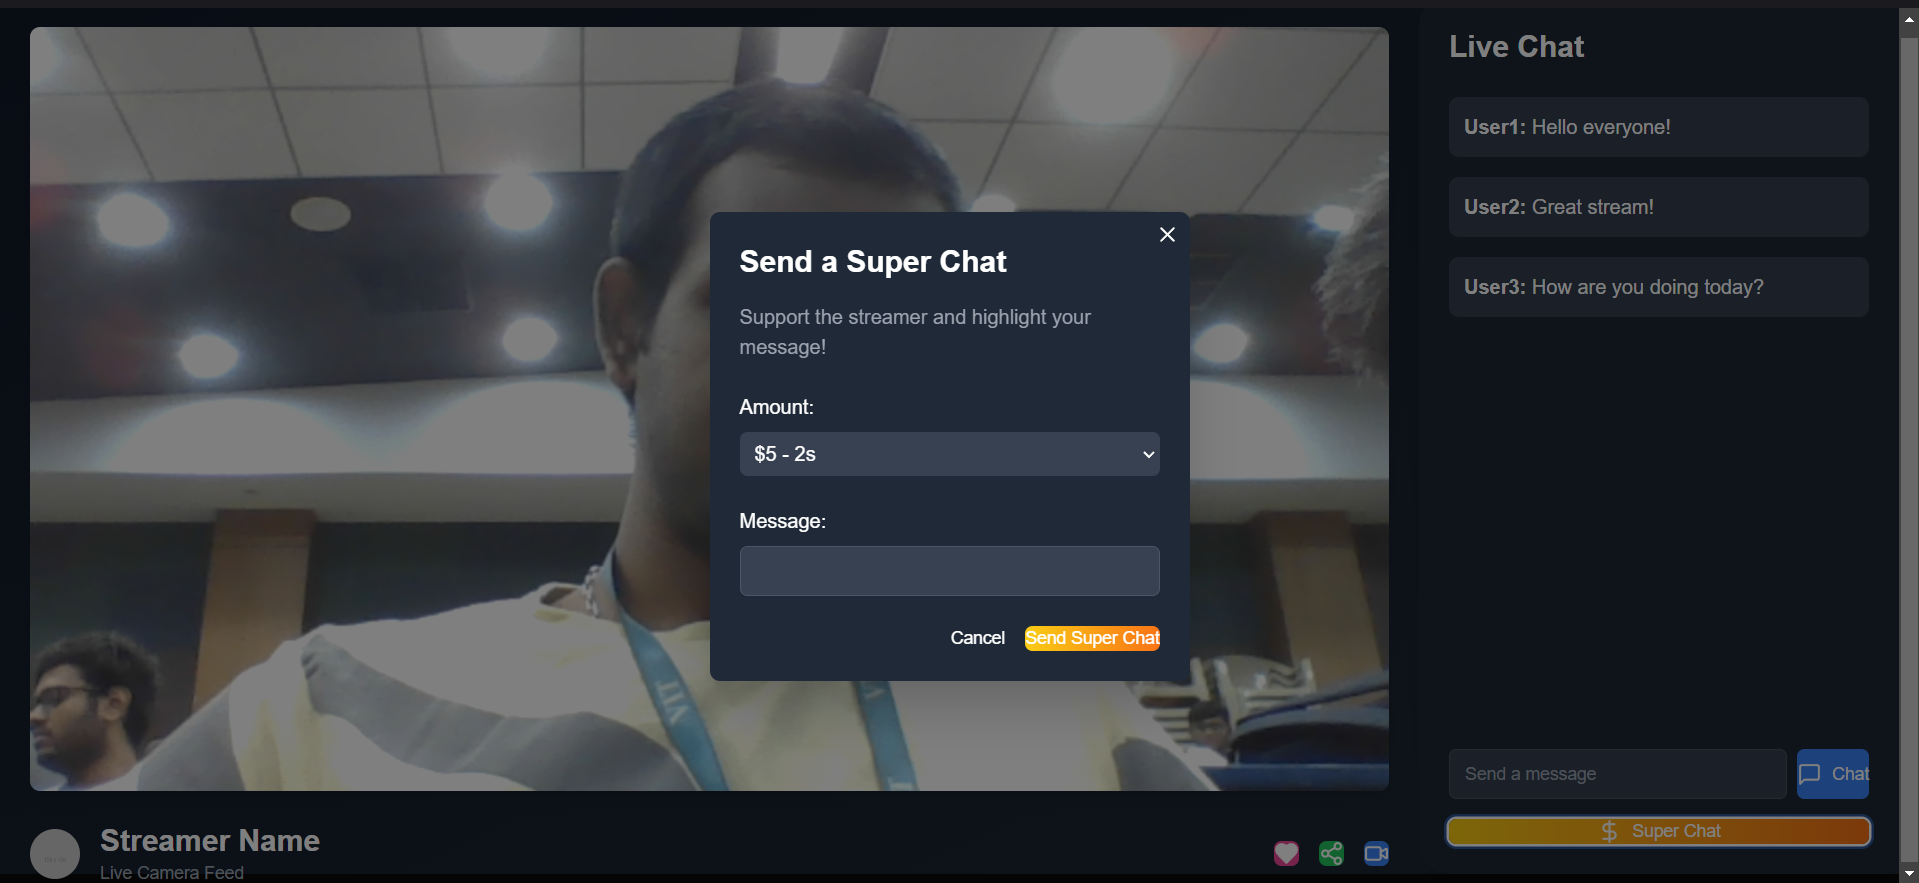 Live Chat
User1: Hello everyone!
User2: Great stream!
User3: How are you doing today?
Send a Super Chat
Support the streamer and highlight your
message!
Amount:
$5 - 2s
Message:
Cancel
Send Super Chat
VIT
V
Send a message
Chat
Super Chat
Streamer Name
Live Camera Feed